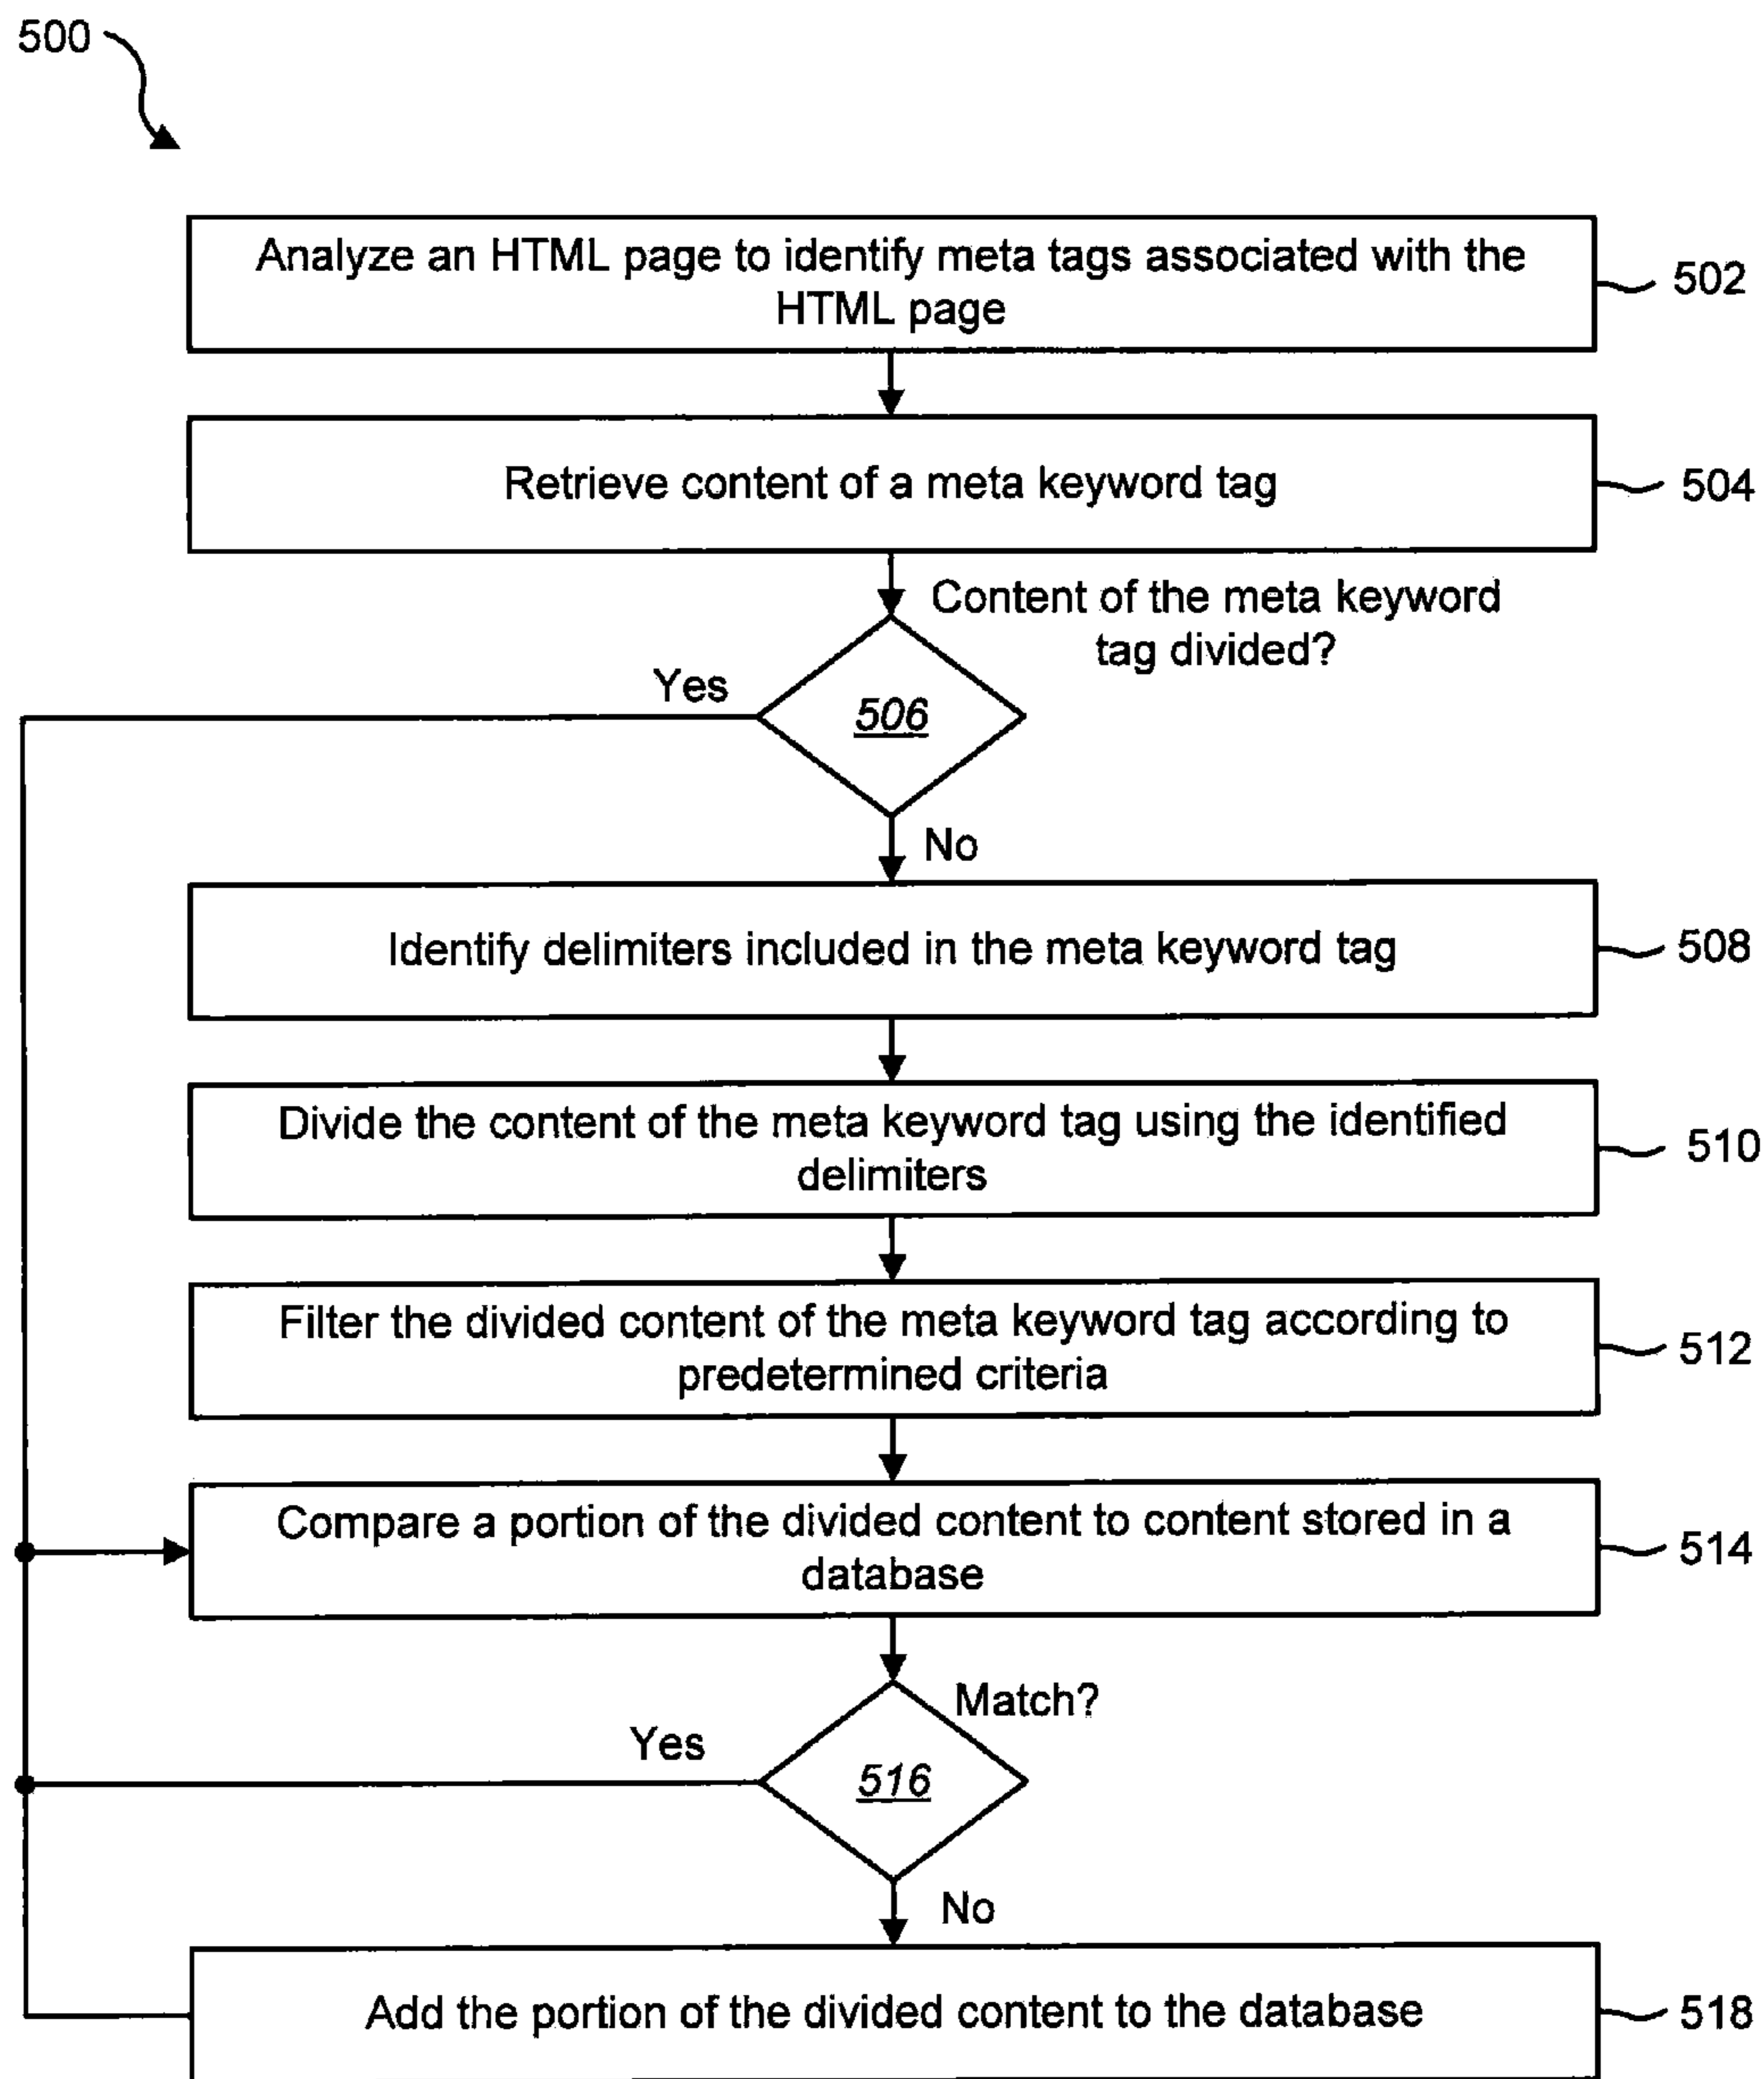 500
Analyze an HTML page to identify meta tags associated with the
HTML page
502
Retrieve content of a meta keyword tag
504
Content of the meta keyword
tag divided?
Yes
506
No
Identify delimiters included in the meta keyword tag
508
Divide the content of the meta keyword tag using the identified
delimiters
510
Filter the divided content of the meta keyword tag according to
predetermined criteria
512
Compare a portion of the divided content to content stored in a
database
514
Match?
Yes
516
No
Add the portion of the divided content to the database
518